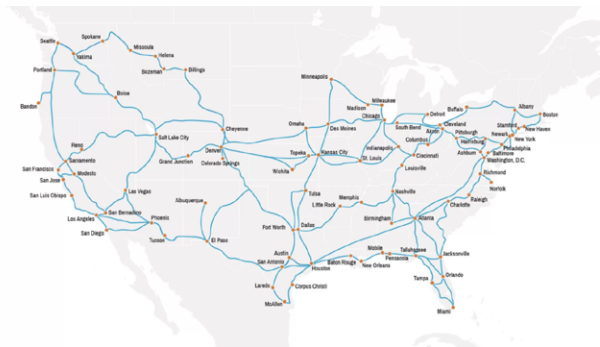 Spokane
Seattle
Yakima
Missoula
Helena
Bozeman
Billings
Portland
Boise
Bandon
Minneapolis
Milwaukee
Madison
Chicago
Detroit
Buffalo
Albany
Boston
Cleveland
Stamford
New Haven
South Bend
Akron
Pittsburgh
Newark
New York
Harrisburg
Philadelphia
Columbus
Ashburn
Baltimore
Washington, D.C.
Cheyenne
Omaha
Des Moines
Salt Lake City
Reno
Denver
Grand Junction
Colorado Springs
Topeka
Kansas City
St. Louis
Indianapolis
Cincinnati
Wichita
Louisville
Sacramento
San Francisco
Modesto
San Jose
Richmond
Norfolk
San Luis Obispo
Las Vegas
Tulsa
Memphis
Nashville
Raleigh
Albuquerque
Little Rock
Charlotte
Los Angeles
San Bernardino
Phoenix
Birmingham
Atlanta
San Diego
Tucson
El Paso
Fort Worth
Dallas
Austin
San Antonio
Houston
Baton Rouge
Mobile
New Orleans
Pensacola
Tallahassee
Jacksonville
Laredo
Corpus Christi
Tampa
Orlando
McAllen
Miami